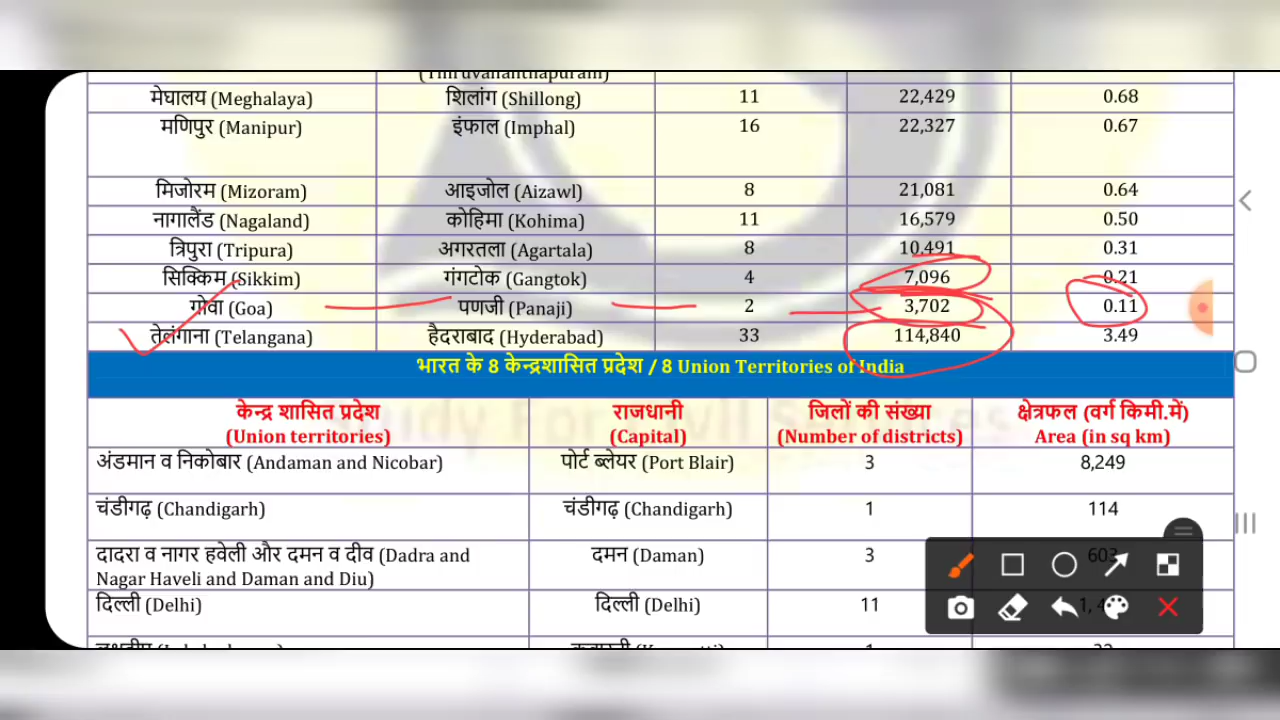 (Thiruvananthapuram)
मेघालय (Meghalaya) शिलांग (Shillong) 11 22,429 0.68
मणिपुर (Manipur) इंफाल (Imphal) 16 22,327 0.67
मिजोरम (Mizoram) आइजोल (Aizawl) 8 21,081 0.64
नागालैंड (Nagaland) कोहिमा (Kohima) 11 16,579 0.50
त्रिपुरा (Tripura) अगरतला (Agartala) 8 10,491 0.31
सिक्किम (Sikkim) गंगटोक (Gangtok) 4 7,096 0.21
गोवा (Goa) पणजी (Panaji) 2 3,702 0.11
तेलंगाना (Telangana) हैदराबाद (Hyderabad) 33 114,840 3.49
भारत के 8 केन्द्रशासित प्रदेश / 8 Union Territories of India
केन्द्र शासित प्रदेश राजधानी जिलों की संख्या क्षेत्रफल (वर्ग किमी.में)
(Union territories) (Capital) (Number of districts) Area (in sq km)
अंडमान व निकोबार (Andaman and Nicobar) पोर्ट ब्लेयर (Port Blair) 3 8,249
चंडीगढ़ (Chandigarh) चंडीगढ़ (Chandigarh) 1 114
दादरा व नागर हवेली और दमन व दीव (Dadra and दमन (Daman) 3 603
Nagar Haveli and Daman and Diu)
दिल्ली (Delhi) दिल्ली (Delhi) 11